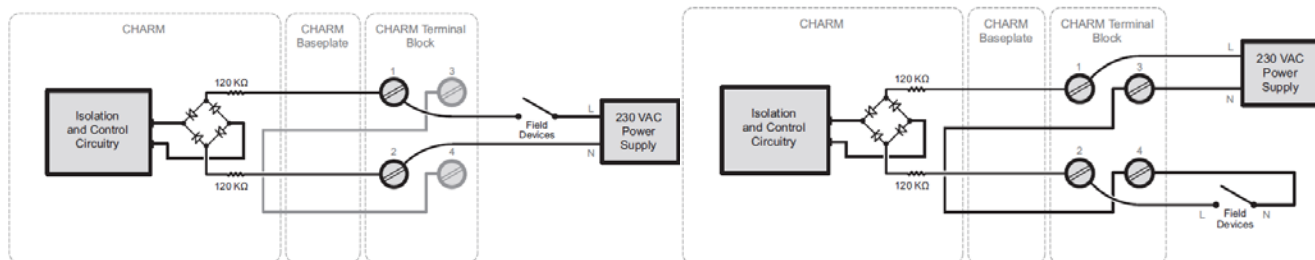 CHARM
CHARM
Baseplate
CHARM Terminal
Block
120 KΩ
1
3
Isolation
and Control
Circuitry
L
Field
Devices
N
230 VAC
Power
Supply
2
4
120 KΩ
CHARM
CHARM
Baseplate
CHARM Terminal
Block
L
230 VAC
Power
Supply
N
120 KΩ
1
3
Isolation
and Control
Circuitry
2
4
120 KΩ
L
Field
Devices
N